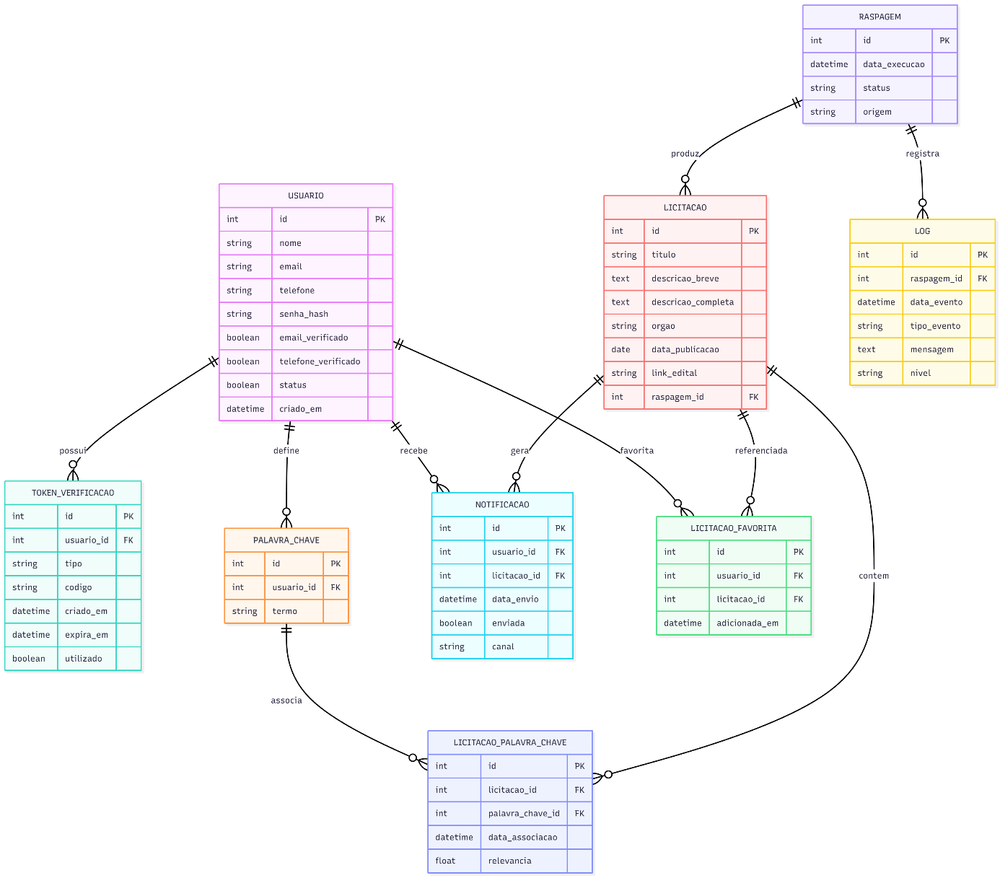 RASPAGEM
int id PK
datetime data_execucao
string status
string origem
produz
registra
USUARIO
int id PK
string nome
string email
string telefone
string senha_hash
boolean email_verificado
boolean telefone_verificado
boolean status
datetime criado_em
LICITACAO
int id PK
string titulo
text descricao_breve
text descricao_completa
string orgao
date data_publicacao
string link_edital
int raspagem_id FK
LOG
int id PK
int raspagem_id FK
datetime data_evento
string tipo_evento
text mensagem
string nivel
possui
define
recebe
gera
favorita
referenciada
TOKEN_VERIFICACAO
int id PK
int usuario_id FK
string tipo
string codigo
datetime criado_em
datetime expira_em
boolean utilizado
PALAVRA_CHAVE
int id PK
int usuario_id FK
string termo
NOTIFICACAO
int id PK
int usuario_id FK
int licitacao_id FK
datetime data_envio
boolean enviada
string canal
LICITACAO_FAVORITA
int id PK
int usuario_id FK
int licitacao_id FK
datetime adicionada_em
contem
associa
LICITACAO_PALAVRA_CHAVE
int id PK
int licitacao_id FK
int palavra_chave_id FK
datetime data_associacao
float relevancia